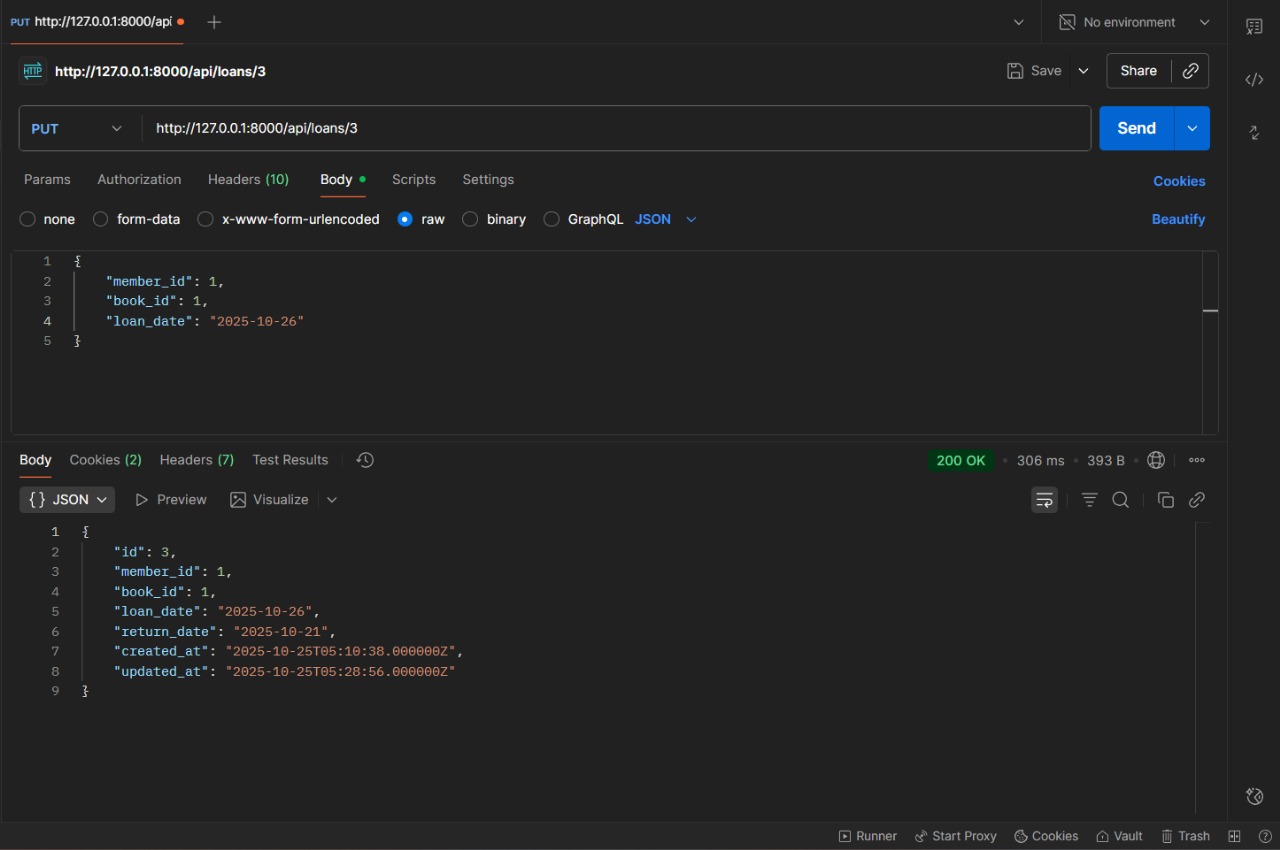 PUT http://127.0.0.1:8000/api
No environment
HTTP http://127.0.0.1:8000/api/loans/3
Save
Share
PUT http://127.0.0.1:8000/api/loans/3
Send
Params Authorization Headers (10) Body Scripts Settings
Cookies
none form-data x-www-form-urlencoded raw binary GraphQL JSON
Beautify
1 {
2 "member_id": 1,
3 "book_id": 1,
4 "loan_date": "2025-10-26"
5 }
Body Cookies (2) Headers (7) Test Results
200 OK • 306 ms • 393 B •
{} JSON Preview Visualize
1 {
2 "id": 3,
3 "member_id": 1,
4 "book_id": 1,
5 "loan_date": "2025-10-26",
6 "return_date": "2025-10-21",
7 "created_at": "2025-10-25T05:10:38.000000Z",
8 "updated_at": "2025-10-25T05:28:56.000000Z"
9 }
Runner Start Proxy Cookies Vault Trash